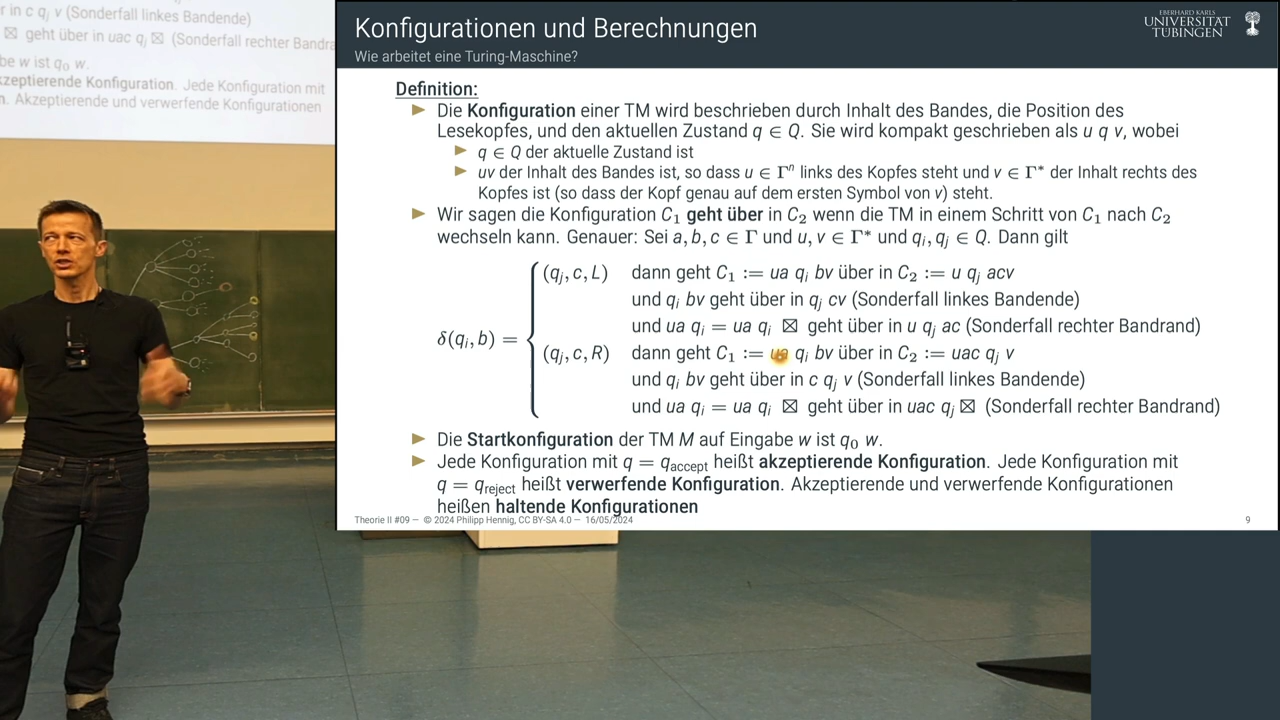 r in c qj v (Sonderfall linkes Bandende)
⊠ geht über in uac qj ⊠ (Sonderfall rechter Bandra
be w ist q0 w.
kzeptierende Konfiguration. Jede Konfiguration mit
n. Akzeptierende und verwerfende Konfigurationen
Konfigurationen und Berechnungen
Wie arbeitet eine Turing-Maschine?
EBERHARD KARLS
UNIVERSITÄT
TÜBINGEN
Definition:
► Die Konfiguration einer TM wird beschrieben durch Inhalt des Bandes, die Position des
Lesekopfes, und den aktuellen Zustand q ∈ Q. Sie wird kompakt geschrieben als u q v, wobei
► q ∈ Q der aktuelle Zustand ist
► uv der Inhalt des Bandes ist, so dass u ∈ Γⁿ links des Kopfes steht und v ∈ Γ* der Inhalt rechts des
Kopfes ist (so dass der Kopf genau auf dem ersten Symbol von v) steht.
► Wir sagen die Konfiguration C₁ geht über in C₂ wenn die TM in einem Schritt von C₁ nach C₂
wechseln kann. Genauer: Sei a, b, c ∈ Γ und u, v ∈ Γ* und qi, qj ∈ Q. Dann gilt
(qj, c, L) dann geht C₁ := ua qi bv über in C₂ := u qj acv
und qi bv geht über in qj cv (Sonderfall linkes Bandende)
und ua qi = ua qi ⊠ geht über in u qj ac (Sonderfall rechter Bandrand)
δ(qi, b) = {
(qj, c, R) dann geht C₁ := ua qi bv über in C₂ := uac qj v
und qi bv geht über in c qj v (Sonderfall linkes Bandende)
und ua qi = ua qi ⊠ geht über in uac qj ⊠ (Sonderfall rechter Bandrand)
► Die Startkonfiguration der TM M auf Eingabe w ist q₀ w.
► Jede Konfiguration mit q = qaccept heißt akzeptierende Konfiguration. Jede Konfiguration mit
q = qreject heißt verwerfende Konfiguration. Akzeptierende und verwerfende Konfigurationen
heißen haltende Konfigurationen
Theorie II #09 — © 2024 Philipp Hennig, CC BY-SA 4.0 — 16/05/2024
9